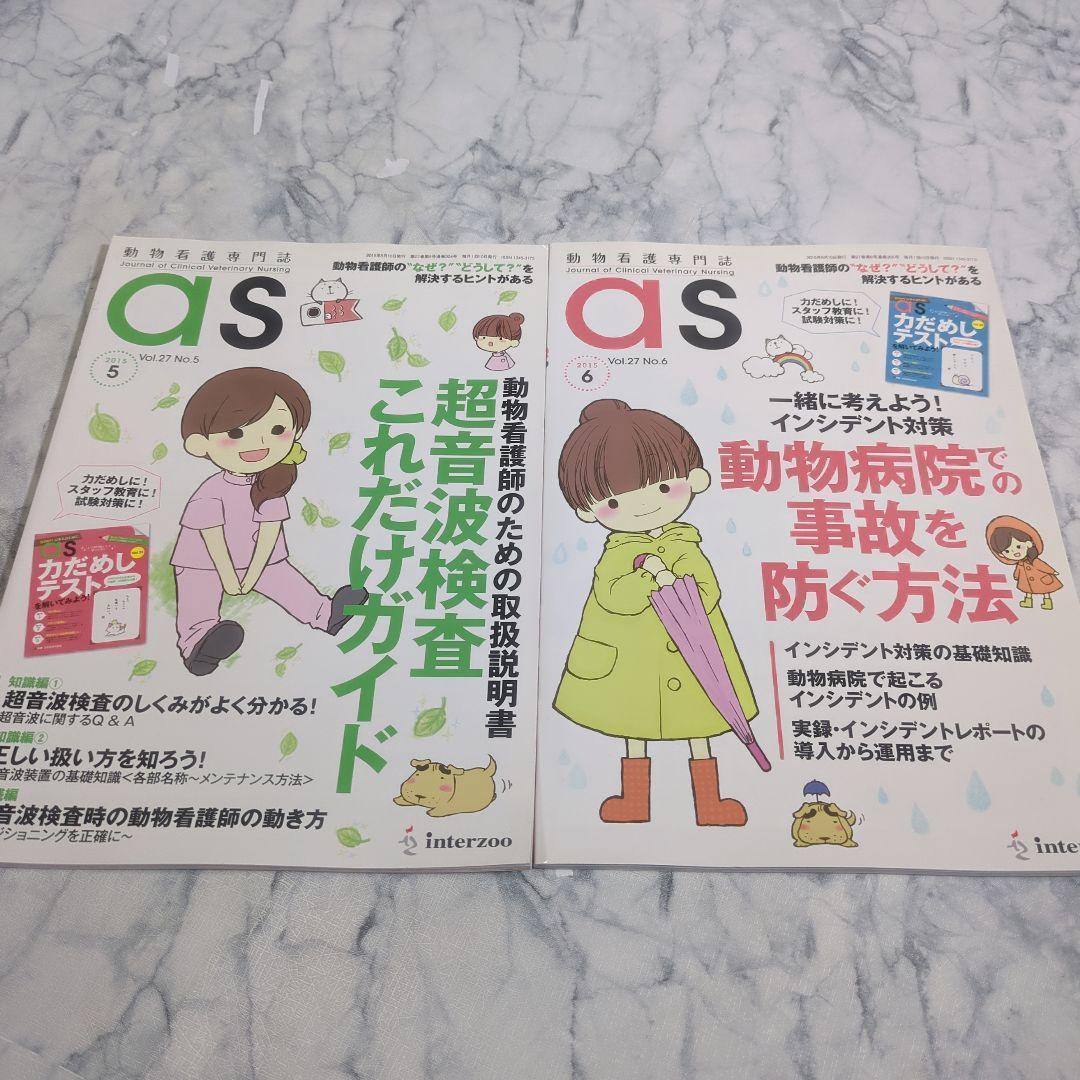 動物看護専門誌
Journal of Clinical Veterinary Nursing
as
Vol.27 No.5
2015
5
動物看護師の"なぜ?""どうして?"を
解決するヒントがある
動物看護師のための取扱説明書
超音波検査
これだけガイド
力だめしに!
スタッフ教育に!
試験対策に!
as
力だめし
テスト
を解いてみよう!
知識編①
超音波検査のしくみがよく分かる!
超音波に関するQ & A
知識編②
正しい扱い方を知ろう!
音波装置の基礎知識<各部名称~メンテナンス方法>
編
音波検査時の動物看護師の動き方
ジショニングを正確に~
interzoo
動物看護専門誌
Journal of Clinical Veterinary Nursing
as
Vol.27 No.6
2015
6
動物看護師の"なぜ?""どうして?"を
解決するヒントがある
力だめしに!
スタッフ教育に!
試験対策に!
as
力だめし
テスト
を解いてみよう!
一緒に考えよう!
インシデント対策
動物病院での
事故を
防ぐ方法
インシデント対策の基礎知識
動物病院で起こる
インシデントの例
実録・インシデントレポートの
導入から運用まで
inter